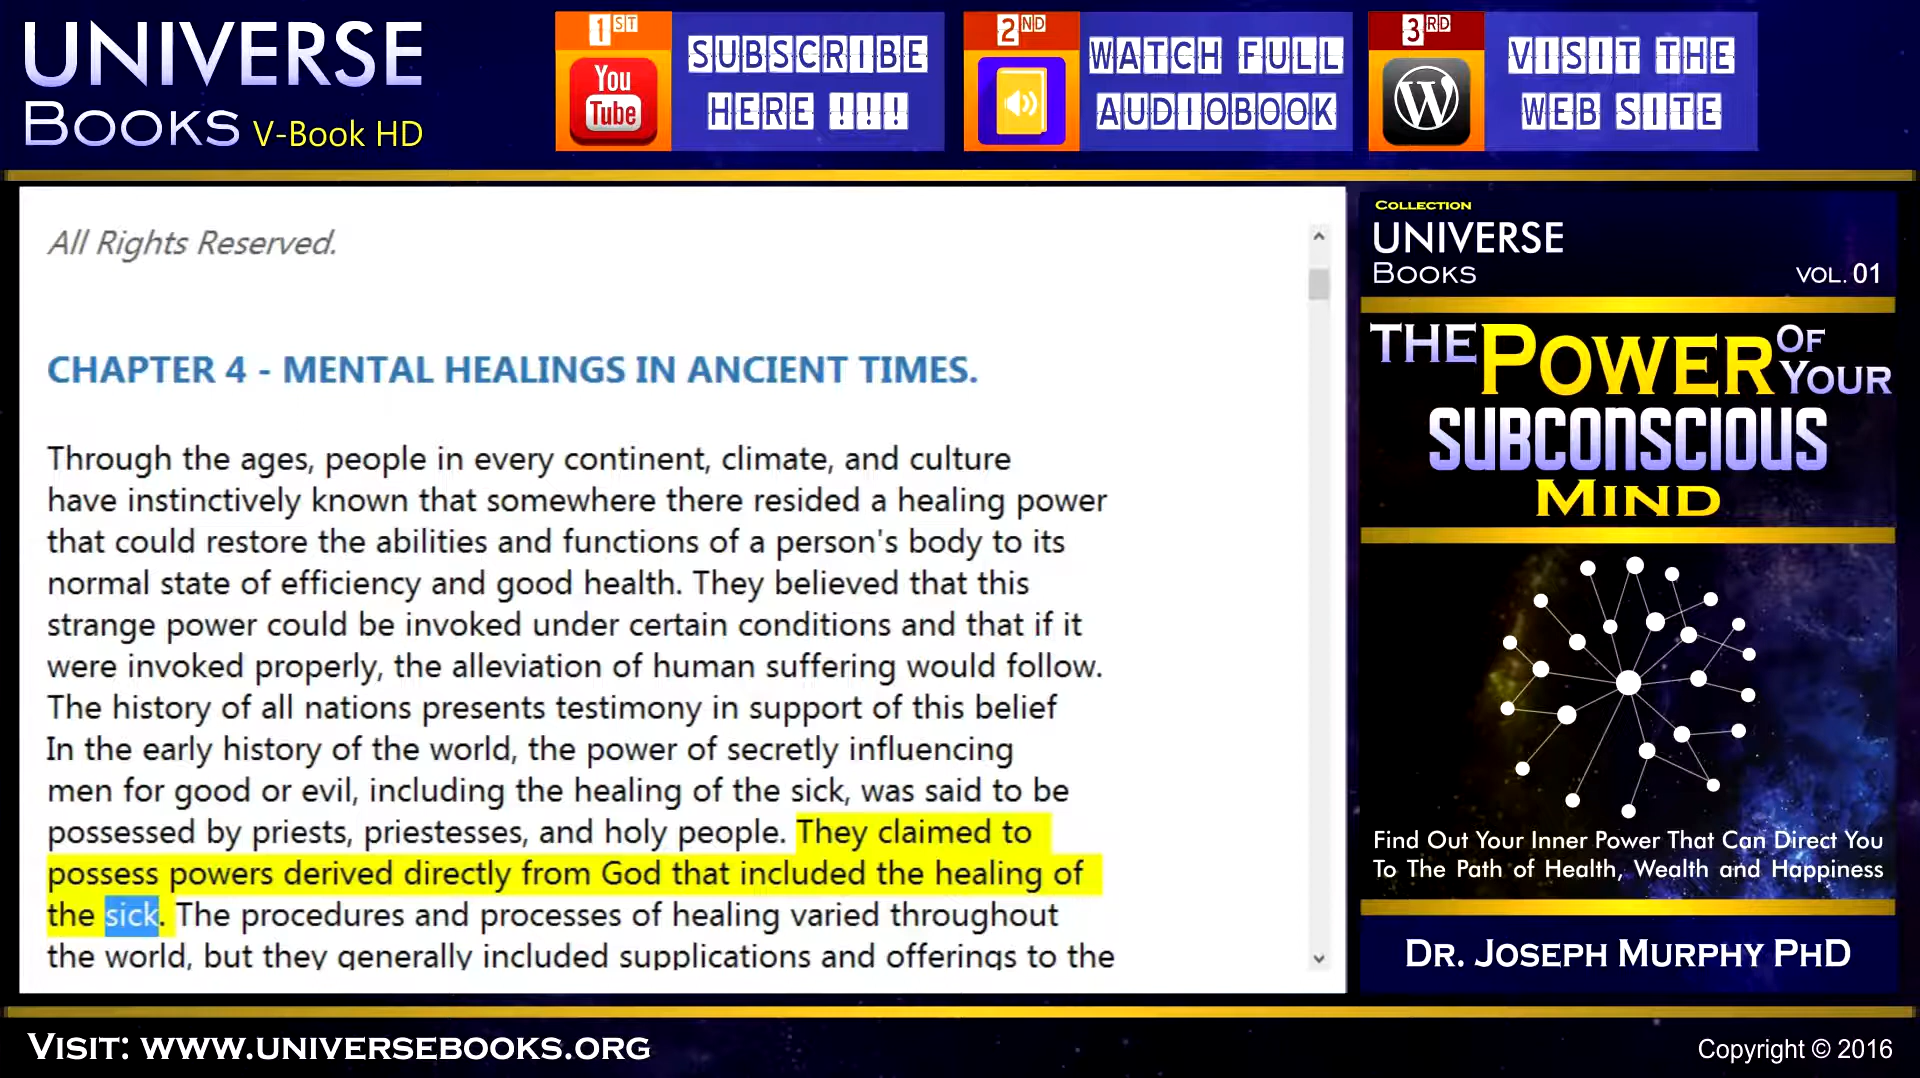 UNIVERSE
BOOKS V-Book HD
1ST
You
Tube
SUBSCRIBE
HERE !!!
2ND
WATCH FULL
AUDIOBOOK
3RD
VISIT THE
WEB SITE
All Rights Reserved.
CHAPTER 4 - MENTAL HEALINGS IN ANCIENT TIMES.
Through the ages, people in every continent, climate, and culture
have instinctively known that somewhere there resided a healing power
that could restore the abilities and functions of a person's body to its
normal state of efficiency and good health. They believed that this
strange power could be invoked under certain conditions and that if it
were invoked properly, the alleviation of human suffering would follow.
The history of all nations presents testimony in support of this belief
In the early history of the world, the power of secretly influencing
men for good or evil, including the healing of the sick, was said to be
possessed by priests, priestesses, and holy people. They claimed to
possess powers derived directly from God that included the healing of
the sick. The procedures and processes of healing varied throughout
the world, but they generally included supplications and offerings to the
COLLECTION
UNIVERSE
BOOKS
VOL. 01
THE POWER OF
YOUR
SUBCONSCIOUS
MIND
Find Out Your Inner Power That Can Direct You
To The Path of Health, Wealth and Happiness
DR. JOSEPH MURPHY PHD
VISIT: WWW.UNIVERSEBOOKS.ORG
Copyright © 2016